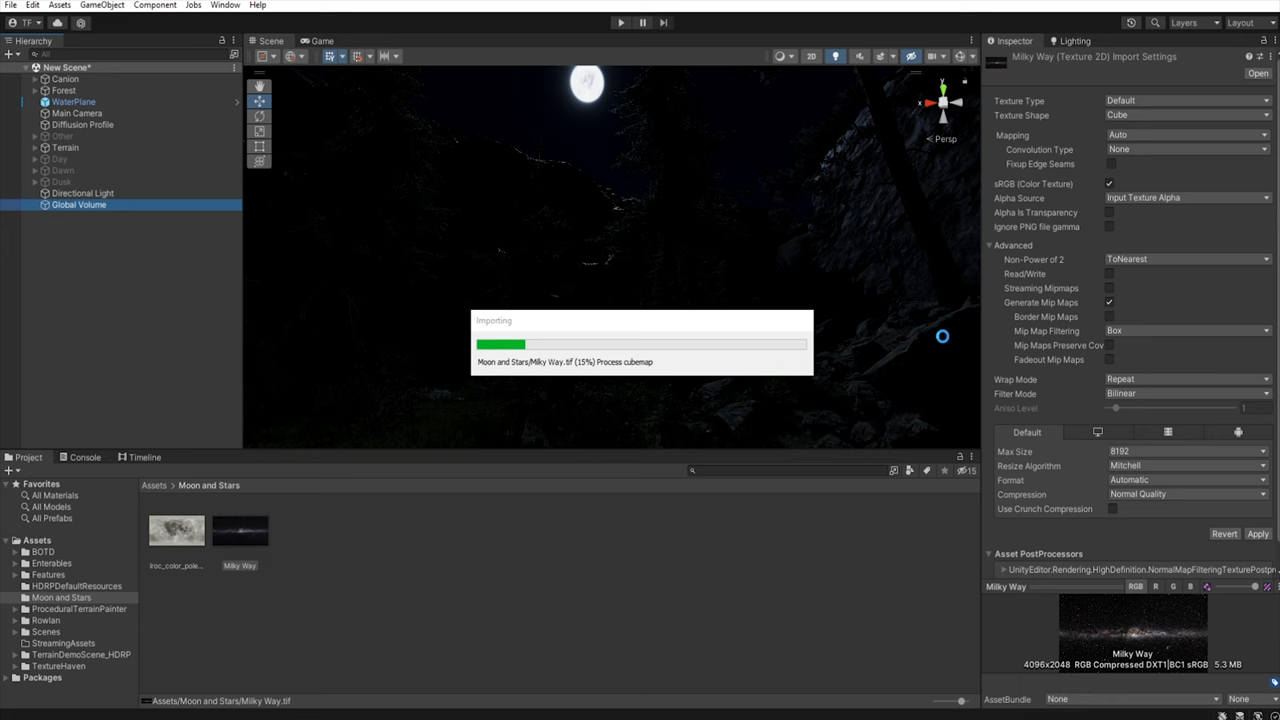 File Edit Assets GameObject Component Jobs Window Help
TF Layers Layout
Hierarchy
All
New Scene*
Canion
Forest
WaterPlane
Main Camera
Diffusion Profile
Other
Terrain
Day
Dawn
Dusk
Directional Light
Global Volume
Scene Game
2D
y
x
Persp
Importing
Moon and Stars/Milky Way.tif (15%) Process cubemap
Inspector Lighting
Milky Way (Texture 2D) Import Settings
Open
Texture Type Default
Texture Shape Cube
Mapping Auto
Convolution Type None
Fixup Edge Seams
sRGB (Color Texture)
Alpha Source Input Texture Alpha
Alpha Is Transparency
Ignore PNG file gamma
Advanced
Non-Power of 2 ToNearest
Read/Write
Streaming Mipmaps
Generate Mip Maps
Border Mip Maps
Mip Map Filtering Box
Mip Maps Preserve Cov
Fadeout Mip Maps
Wrap Mode Repeat
Filter Mode Bilinear
Aniso Level 1
Default
Max Size 8192
Resize Algorithm Mitchell
Format Automatic
Compression Normal Quality
Use Crunch Compression
Revert Apply
Asset PostProcessors
UnityEditor.Rendering.HighDefinition.NormalMapFilteringTexturePostpr
Milky Way RGB R G B
Milky Way
4096x2048 RGB Compressed DXT1|BC1 sRGB 5.3 MB
AssetBundle None None
Project Console Timeline
15
Favorites
All Materials
All Models
All Prefabs
Assets
BOTD
Enterables
Features
HDRPDefaultResources
Moon and Stars
ProceduralTerrainPainter
Rowlan
Scenes
StreamingAssets
TerrainDemoScene_HDRP
TextureHaven
Packages
Assets > Moon and Stars
lroc_color_pole... Milky Way
Assets/Moon and Stars/Milky Way.tif